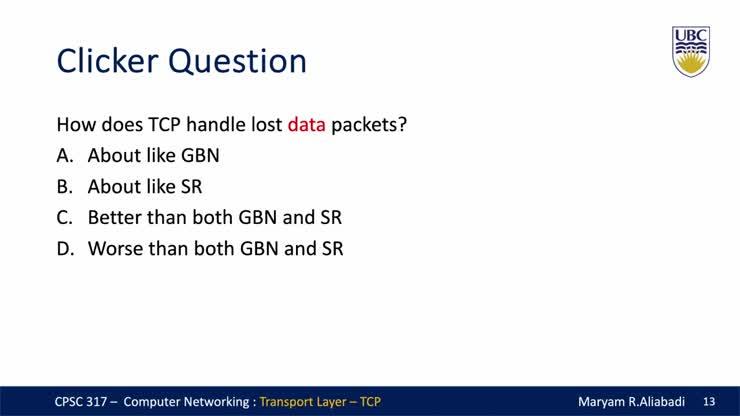 Clicker Question
UBC
How does TCP handle lost data packets?
A. About like GBN
B. About like SR
C. Better than both GBN and SR
D. Worse than both GBN and SR
CPSC 317 – Computer Networking : Transport Layer – TCP
Maryam R.Aliabadi 13